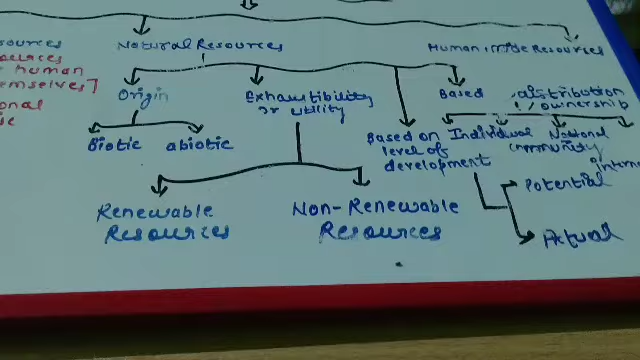 Natural Resources
Human made Resources
human
Origin
Exhaustibility
or utility
Based distribution
/ ownership
Biotic abiotic
Based on
level of
development
Individual National
community
Potential
Actual
Renewable
Resources
Non-Renewable
Resources